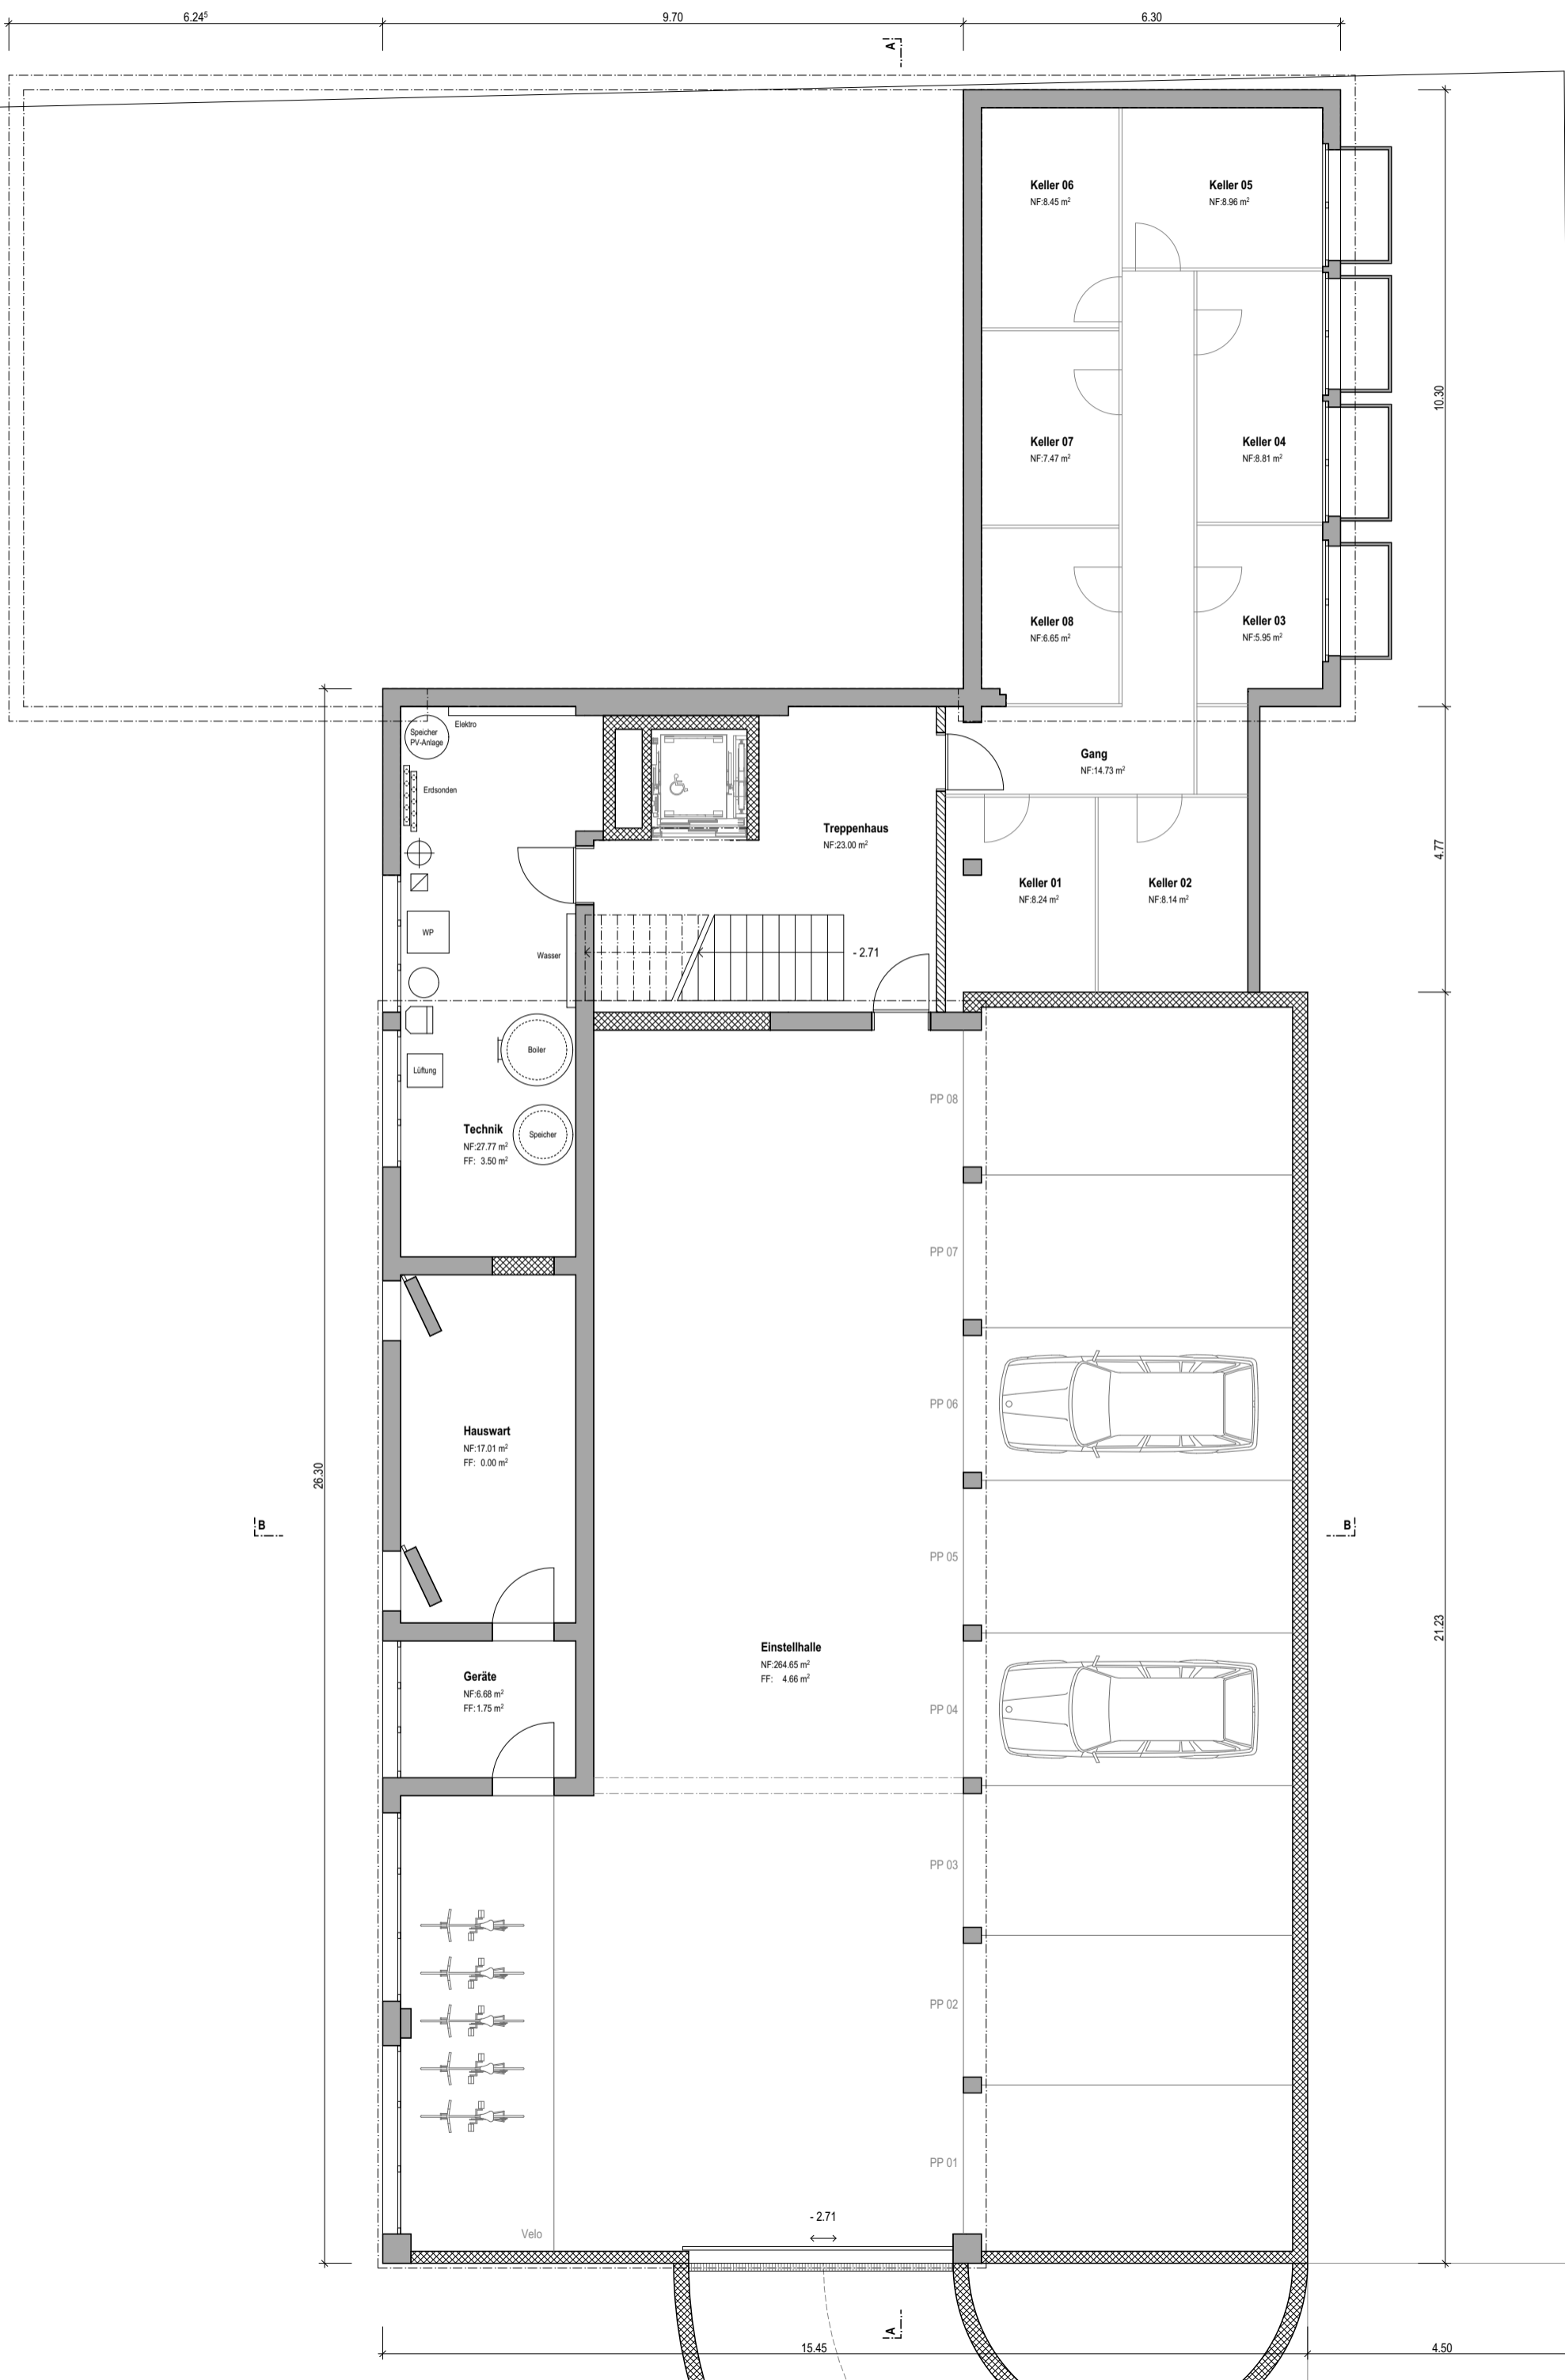 6.24⁵
9.70
6.30
A
Keller 06
NF:8.45 m²
Keller 05
NF:8.96 m²
10.30
Keller 07
NF:7.47 m²
Keller 04
NF:8.81 m²
Keller 08
NF:6.65 m²
Keller 03
NF:5.95 m²
Speicher
PV-Anlage
Elektro
Erdsonden
Gang
NF:14.73 m²
Treppenhaus
NF:23.00 m²
4.77
Keller 01
NF:8.24 m²
Keller 02
NF:8.14 m²
WP
Wasser
- 2.71
Boiler
Lüftung
PP 08
Technik
NF:27.77 m²
FF: 3.50 m²
Speicher
PP 07
PP 06
Hauswart
NF:17.01 m²
FF: 0.00 m²
26.30
B
B
PP 05
21.23
Einstellhalle
NF:264.65 m²
FF: 4.66 m²
Geräte
NF:6.68 m²
FF:1.75 m²
PP 04
PP 03
PP 02
PP 01
- 2.71
Velo
A
15.45
4.50